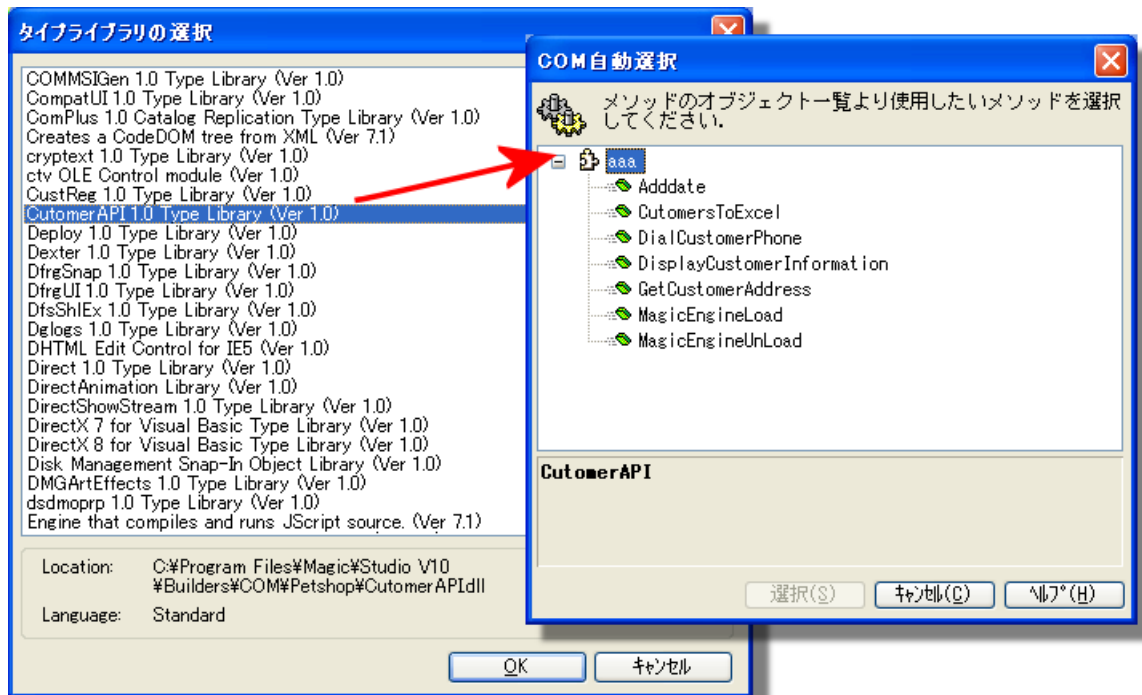 タイプライブラリの選択
COMMSIGen 1.0 Type Library (Ver 1.0)
CompatUI 1.0 Type Library (Ver 1.0)
ComPlus 1.0 Catalog Replication Type Library (Ver 1.0)
Creates a CodeDOM tree from XML (Ver 7.1)
cryptext 1.0 Type Library (Ver 1.0)
ctv OLE Control module (Ver 1.0)
CustReg 1.0 Type Library (Ver 1.0)
CutomerAPI 1.0 Type Library (Ver 1.0)
Deploy 1.0 Type Library (Ver 1.0)
Dexter 1.0 Type Library (Ver 1.0)
DfrgSnap 1.0 Type Library (Ver 1.0)
DfrgUI 1.0 Type Library (Ver 1.0)
DfsShlEx 1.0 Type Library (Ver 1.0)
Dglogs 1.0 Type Library (Ver 1.0)
DHTML Edit Control for IE5 (Ver 1.0)
Direct 1.0 Type Library (Ver 1.0)
DirectAnimation Library (Ver 1.0)
DirectShowStream 1.0 Type Library (Ver 1.0)
DirectX 7 for Visual Basic Type Library (Ver 1.0)
DirectX 8 for Visual Basic Type Library (Ver 1.0)
Disk Management Snap-In Object Library (Ver 1.0)
DMGArtEffects 1.0 Type Library (Ver 1.0)
dsdmoprp 1.0 Type Library (Ver 1.0)
Engine that compiles and runs JScript source. (Ver 7.1)
Location: C:¥Program Files¥Magic¥Studio V10
¥Builders¥COM¥Petshop¥CutomerAPIdll
Language: Standard
OK キャンセル
COM自動選択
メソッドのオブジェクト一覧より使用したいメソッドを選択
してください.
aaa
Adddate
CutomersToExcel
DialCustomerPhone
DisplayCustomerInformation
GetCustomerAddress
MagicEngineLoad
MagicEngineUnLoad
CutomerAPI
選択(S) キャンセル(C) ヘルプ(H)